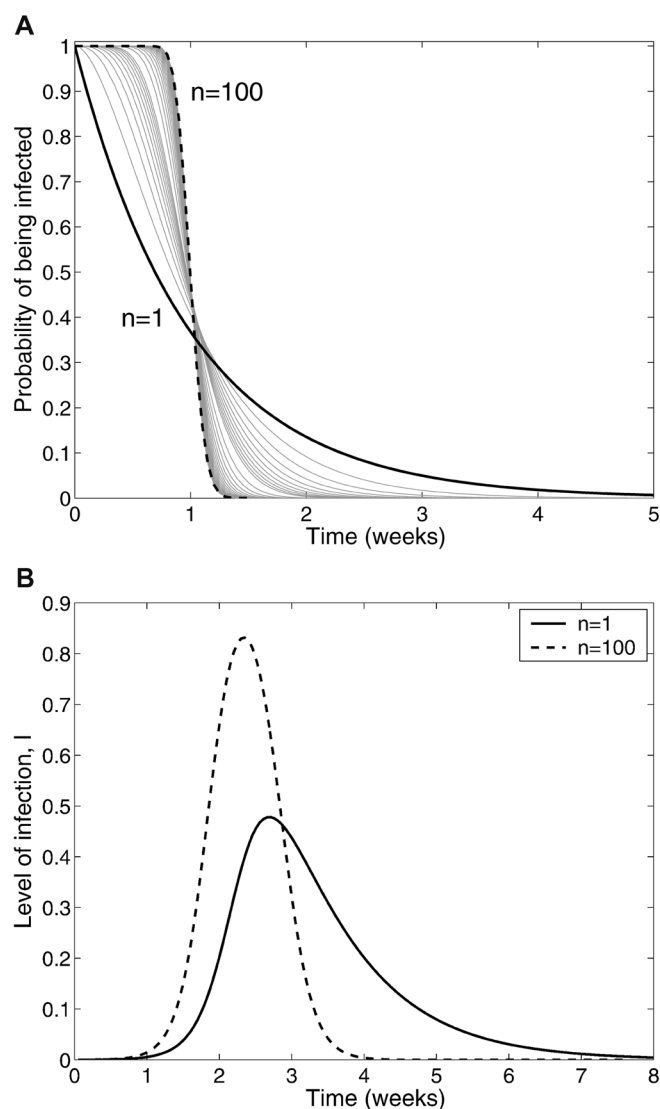 A
1
0.9
0.8
0.7
0.6
0.5
0.4
0.3
0.2
0.1
0
Probability of being infected
n=100
n=1
0 1 2 3 4 5
Time (weeks)
B
0.9
0.8
0.7
0.6
0.5
0.4
0.3
0.2
0.1
0
Level of infection, I
n=1
n=100
0 1 2 3 4 5 6 7 8
Time (weeks)